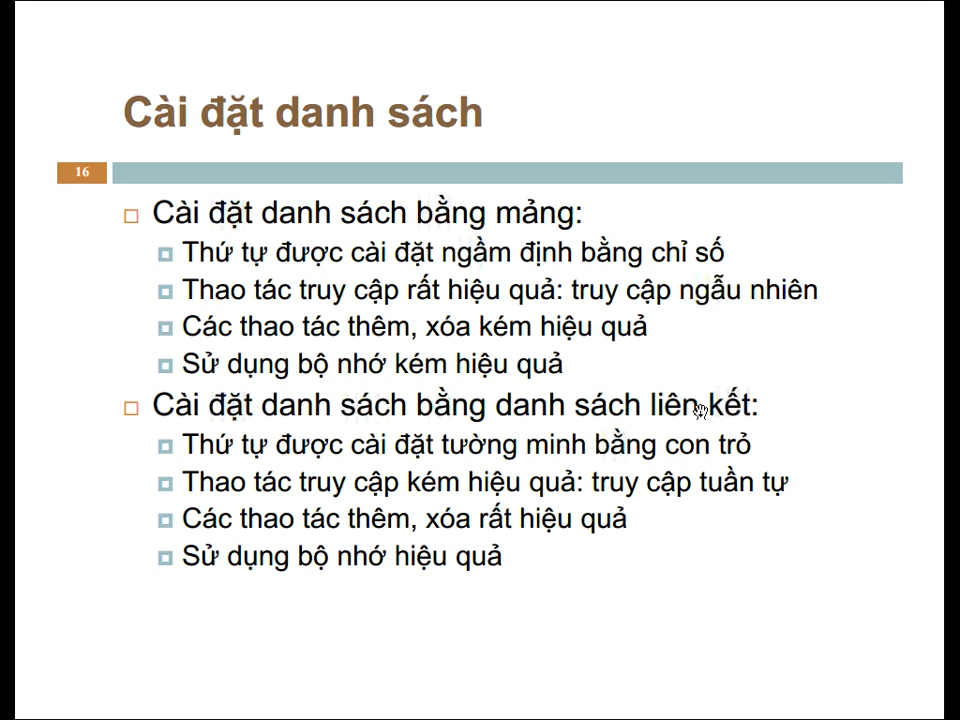 Cài đặt danh sách
16
Cài đặt danh sách bằng mảng:
Thứ tự được cài đặt ngầm định bằng chỉ số
Thao tác truy cập rất hiệu quả: truy cập ngẫu nhiên
Các thao tác thêm, xóa kém hiệu quả
Sử dụng bộ nhớ kém hiệu quả
Cài đặt danh sách bằng danh sách liên kết:
Thứ tự được cài đặt tường minh bằng con trỏ
Thao tác truy cập kém hiệu quả: truy cập tuần tự
Các thao tác thêm, xóa rất hiệu quả
Sử dụng bộ nhớ hiệu quả